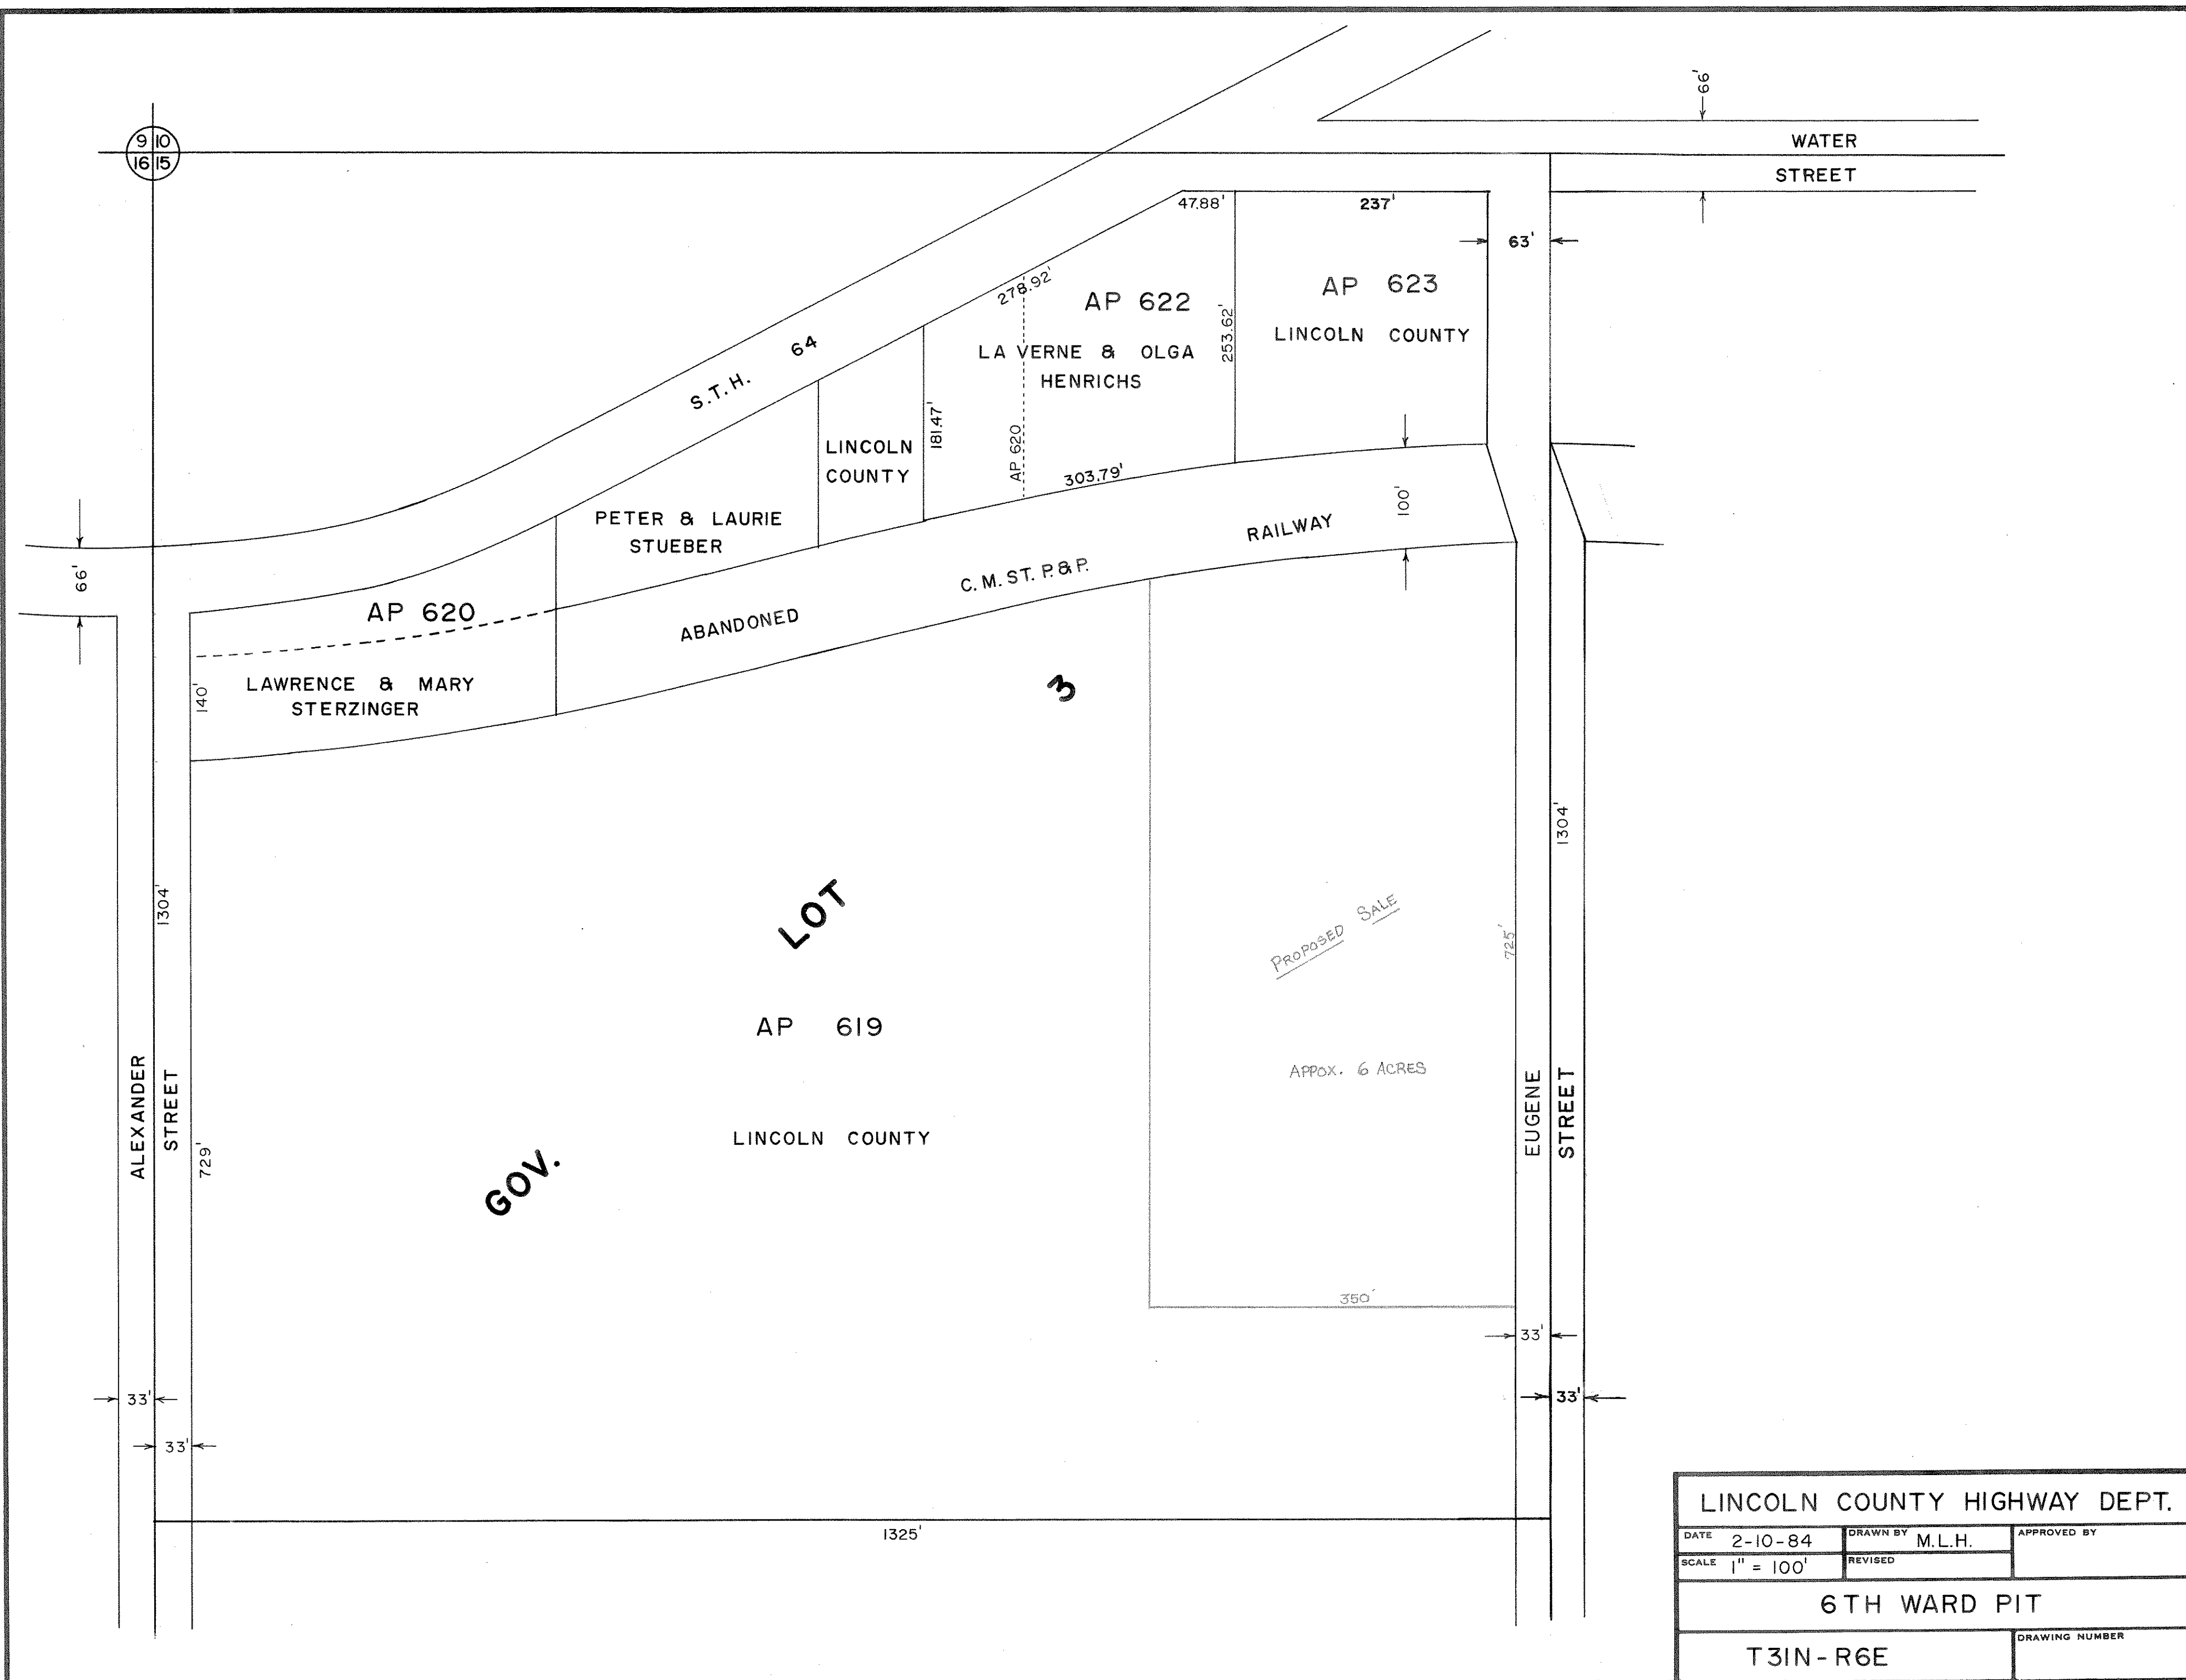 66'
9 10
16 15
WATER
STREET
47.88'
237'
63'
278.92'
AP 622
AP 623
253.62'
LINCOLN COUNTY
LA VERNE & OLGA
HENRICHS
S.T.H. 64
181.47'
AP 620
LINCOLN
COUNTY
303.79'
100'
PETER & LAURIE
STUEBER
RAILWAY
C. M. ST. P. & P.
ABANDONED
66'
AP 620
140'
LAWRENCE & MARY
STERZINGER
3
1304'
1304'
LOT
PROPOSED SALE
725'
AP 619
APPOX. 6 ACRES
ALEXANDER
STREET
EUGENE
STREET
LINCOLN COUNTY
729'
GOV.
350'
33'
33'
33'
33'
1325'
LINCOLN COUNTY HIGHWAY DEPT.
DATE 2-10-84
DRAWN BY M.L.H.
APPROVED BY
SCALE 1" = 100'
REVISED
6TH WARD PIT
T31N-R6E
DRAWING NUMBER